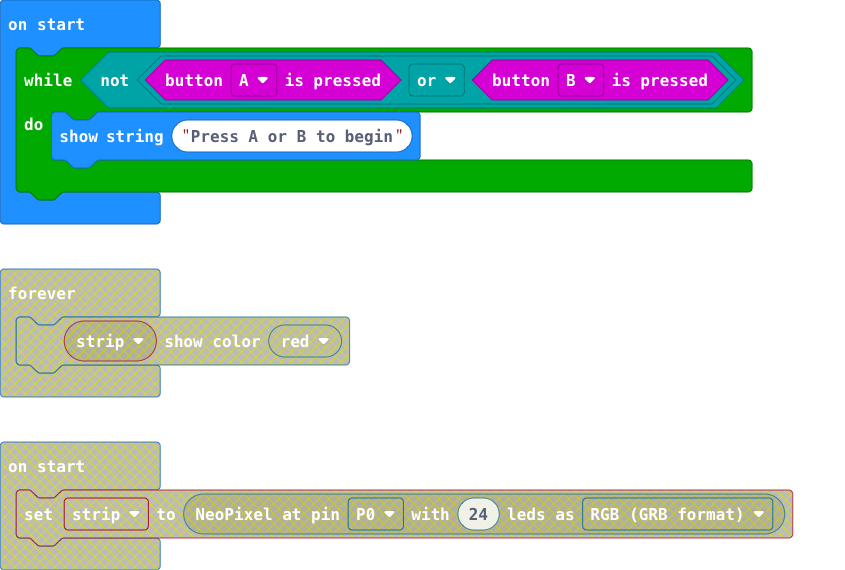 on start
while not button A is pressed or button B is pressed
do show string "Press A or B to begin"
forever
strip show color red
on start
set strip to NeoPixel at pin P0 with 24 leds as RGB (GRB format)